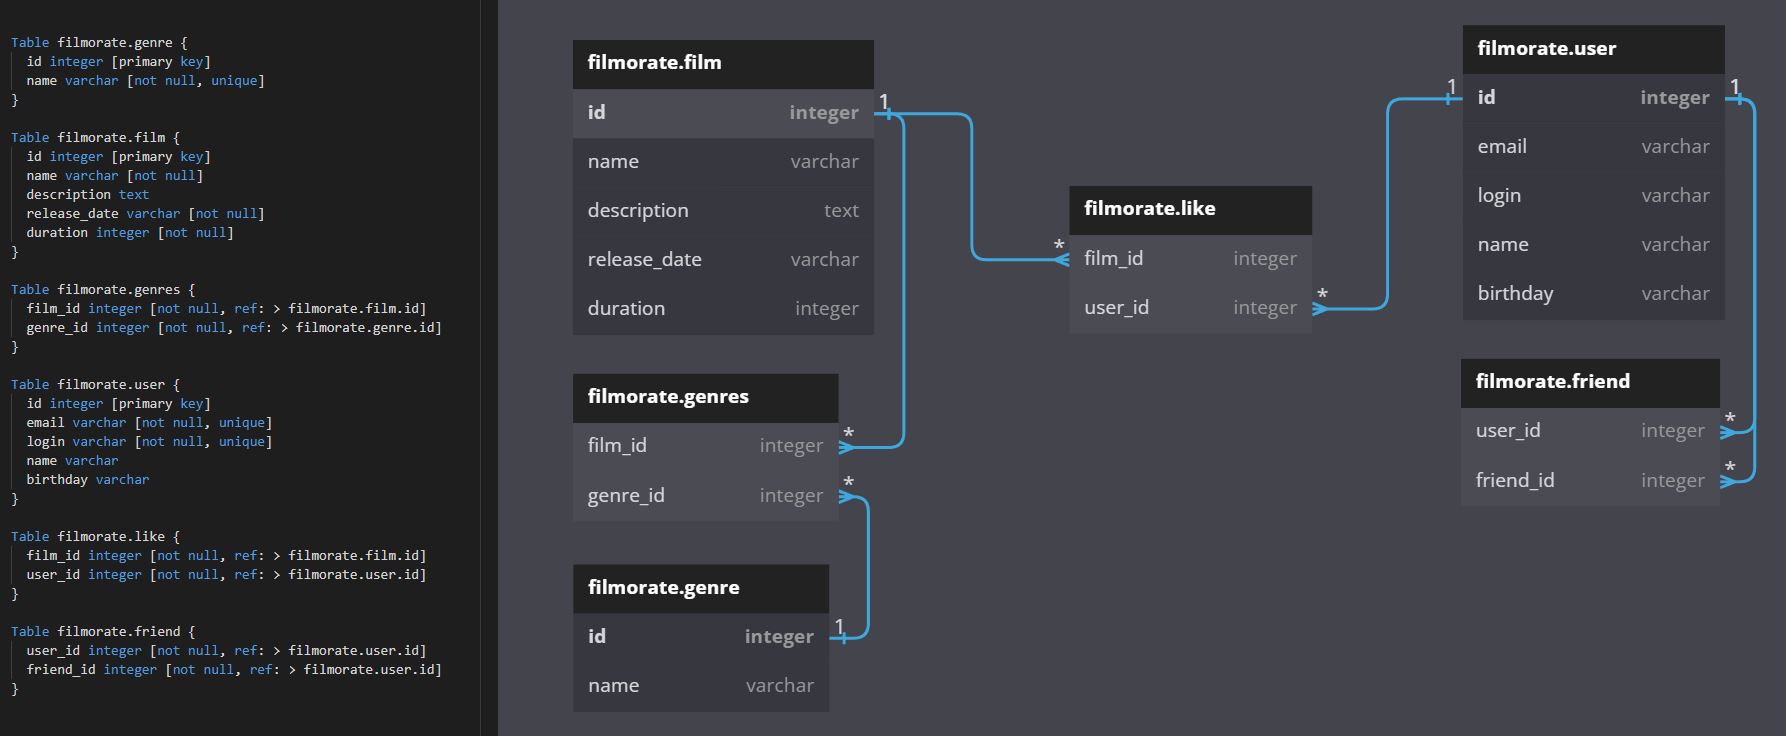 Table filmorate.genre {
id integer [primary key]
name varchar [not null, unique]
}
Table filmorate.film {
id integer [primary key]
name varchar [not null]
description text
release_date varchar [not null]
duration integer [not null]
}
Table filmorate.genres {
film_id integer [not null, ref: > filmorate.film.id]
genre_id integer [not null, ref: > filmorate.genre.id]
}
Table filmorate.user {
id integer [primary key]
email varchar [not null, unique]
login varchar [not null, unique]
name varchar
birthday varchar
}
Table filmorate.like {
film_id integer [not null, ref: > filmorate.film.id]
user_id integer [not null, ref: > filmorate.user.id]
}
Table filmorate.friend {
user_id integer [not null, ref: > filmorate.user.id]
friend_id integer [not null, ref: > filmorate.user.id]
}
filmorate.film
id integer 1
name varchar
description text
release_date varchar
duration integer
filmorate.genres
film_id integer *
genre_id integer *
filmorate.genre
id integer 1
name varchar
filmorate.like
* film_id integer
user_id integer *
filmorate.user
1 id integer 1
email varchar
login varchar
name varchar
birthday varchar
filmorate.friend
user_id integer *
friend_id integer *